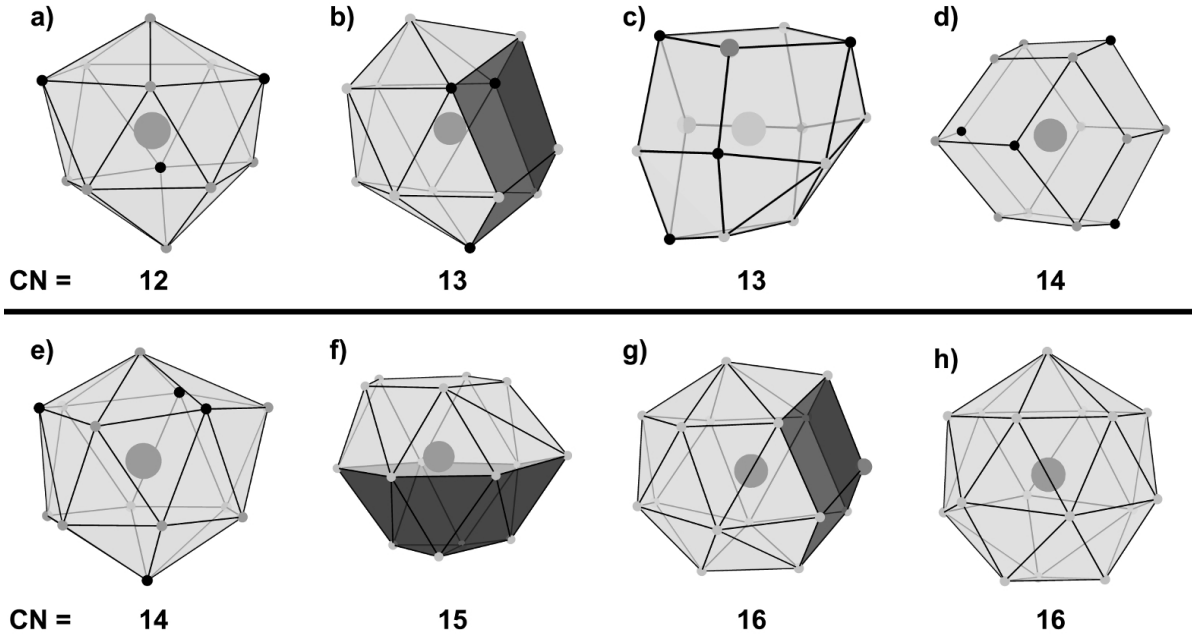 a) b) c) d)
CN = 12 13 13 14
e) f) g) h)
CN = 14 15 16 16